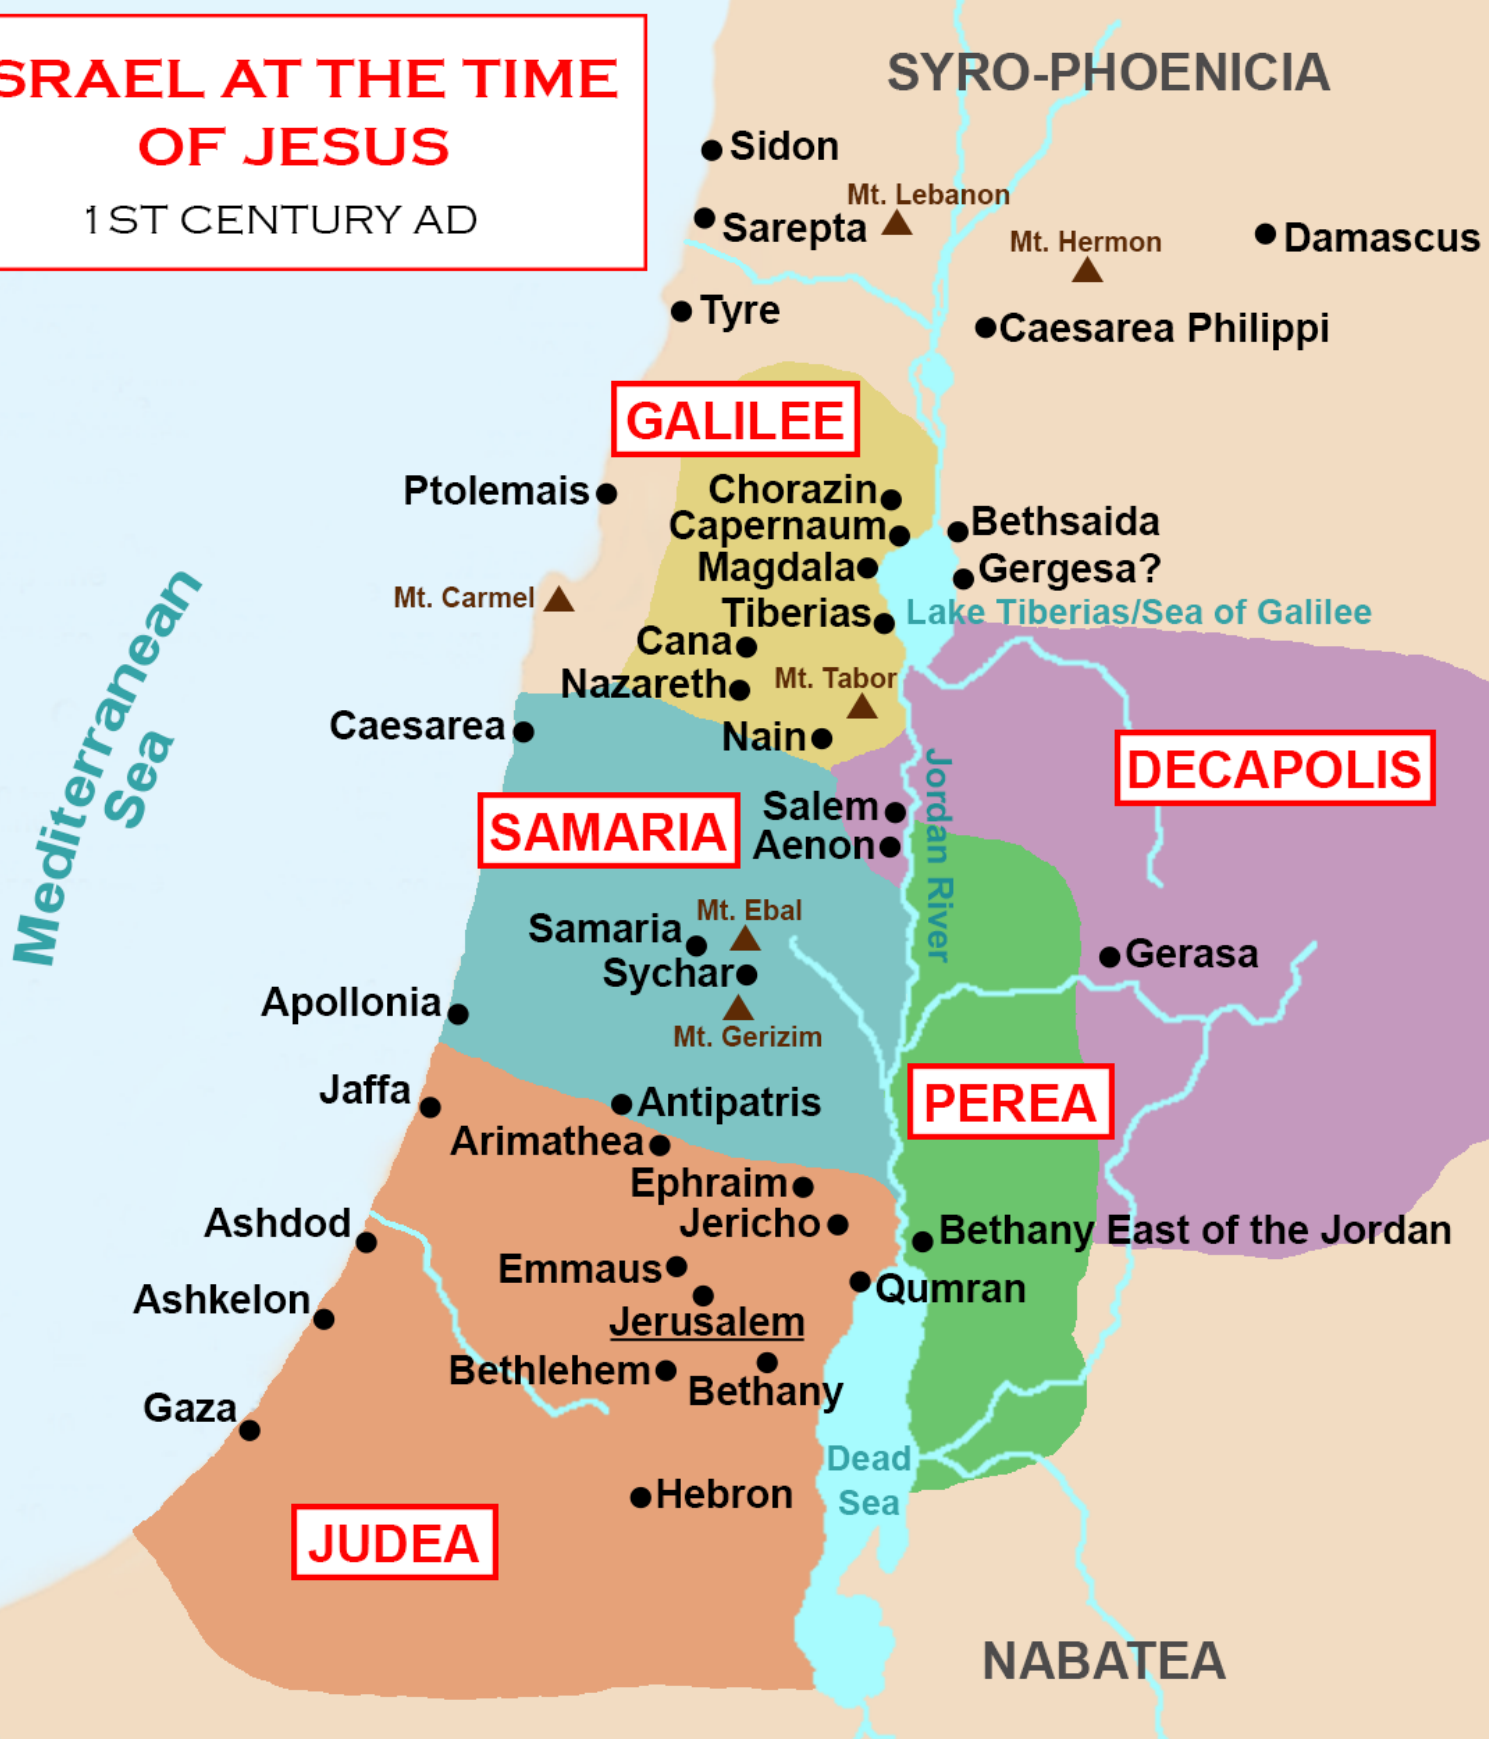 SRAEL AT THE TIME
OF JESUS
1ST CENTURY AD
SYRO-PHOENICIA
Sidon
Mt. Lebanon
Sarepta
Mt. Hermon
Damascus
Tyre
Caesarea Philippi
GALILEE
Ptolemais
Chorazin
Capernaum
Bethsaida
Magdala
Gergesa?
Mt. Carmel
Tiberias
Lake Tiberias/Sea of Galilee
Cana
Nazareth
Mt. Tabor
Caesarea
Nain
Mediterranean
Sea
Jordan River
DECAPOLIS
SAMARIA
Salem
Aenon
Mt. Ebal
Samaria
Sychar
Gerasa
Apollonia
Mt. Gerizim
Jaffa
Antipatris
PEREA
Arimathea
Ephraim
Jericho
Ashdod
Bethany East of the Jordan
Emmaus
Qumran
Ashkelon
Jerusalem
Bethlehem
Bethany
Gaza
Dead
Sea
Hebron
JUDEA
NABATEA